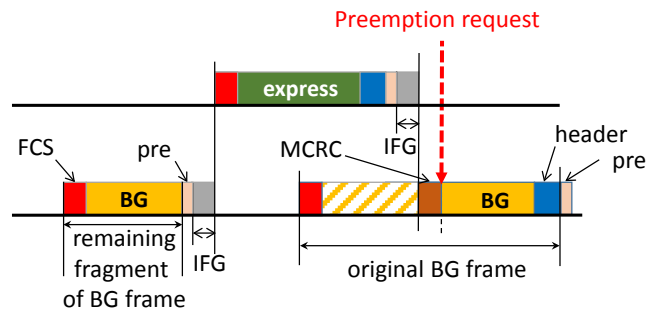 Preemption request
express
FCS
pre
IFG
MCRC
header
pre
BG
BG
remaining
fragment
of BG frame
IFG
original BG frame